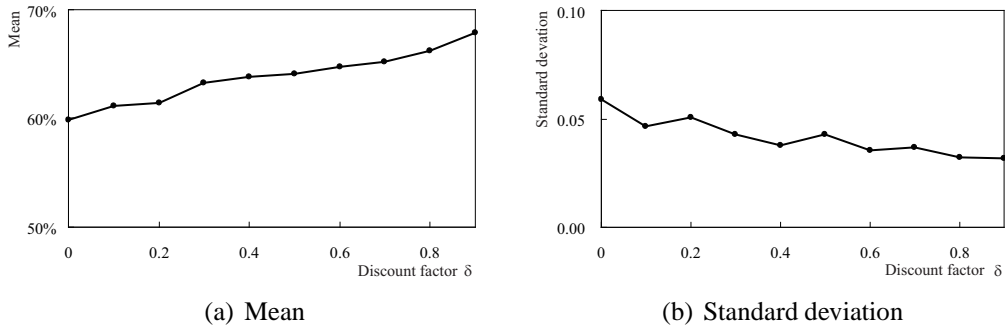 70%
60%
50%
Mean
0 0.2 0.4 0.6 0.8
Discount factor δ
(a) Mean
0.10
0.05
0.00
Standard devation
0 0.2 0.4 0.6 0.8
Discount factor δ
(b) Standard deviation